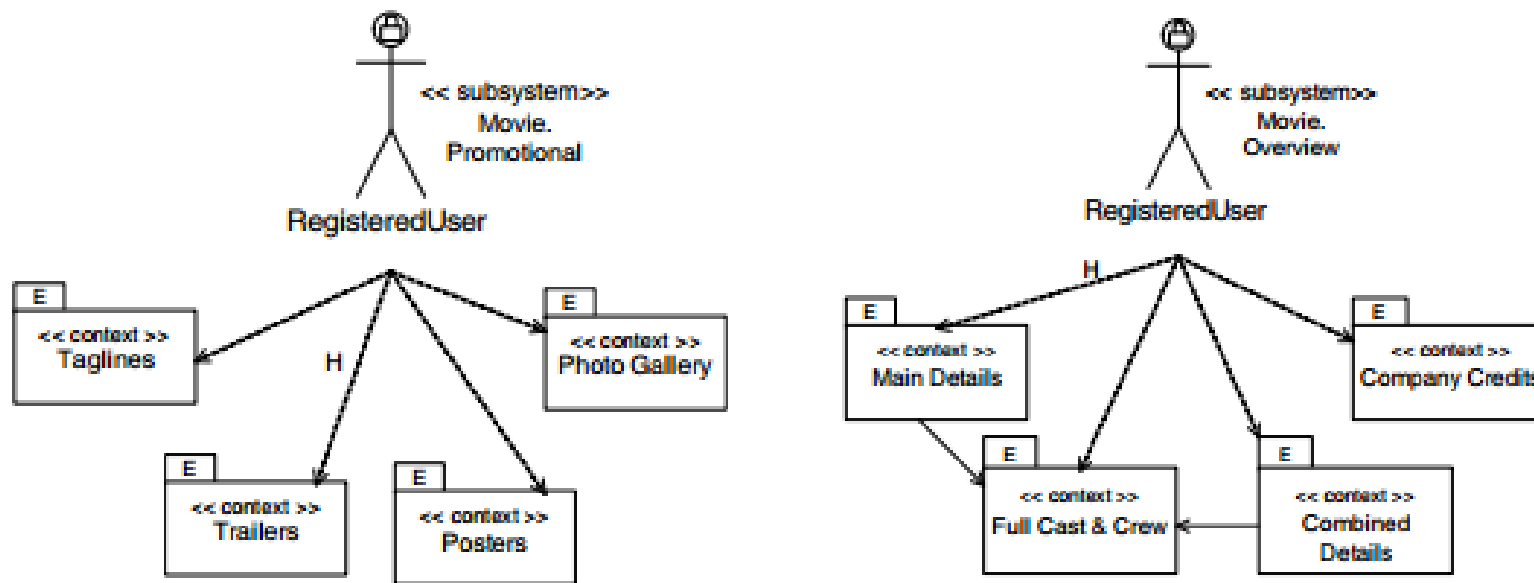 << subsystem>>
Movie.
Promotional
RegisteredUser
E
<< context >>
Taglines
H
E
<< context >>
Photo Gallery
E
<< context >>
Trailers
E
<< context >>
Posters
<< subsystem>>
Movie.
Overview
RegisteredUser
H
E
<< context >>
Main Details
E
<< context >>
Company Credits
E
<< context >>
Full Cast & Crew
E
<< context >>
Combined
Details